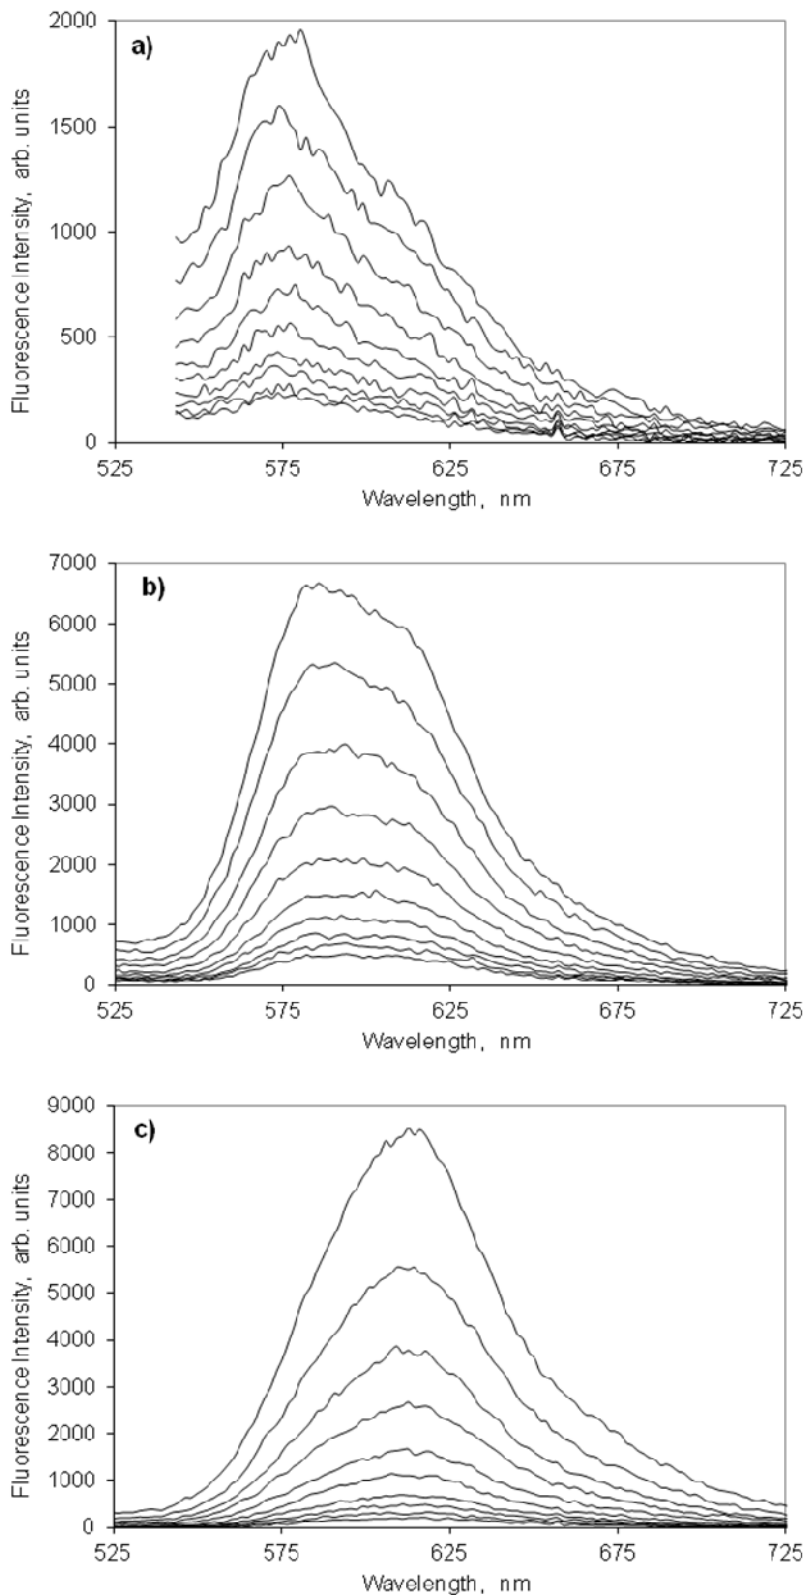 a)
2000
1500
1000
500
0
Fluorescence Intensity, arb. units
525 575 625 675 725
Wavelength, nm
b)
7000
6000
5000
4000
3000
2000
1000
0
Fluorescence Intensity, arb. units
525 575 625 675 725
Wavelength, nm
c)
9000
8000
7000
6000
5000
4000
3000
2000
1000
0
Fluorescence Intensity, arb. units
525 575 625 675 725
Wavelength, nm